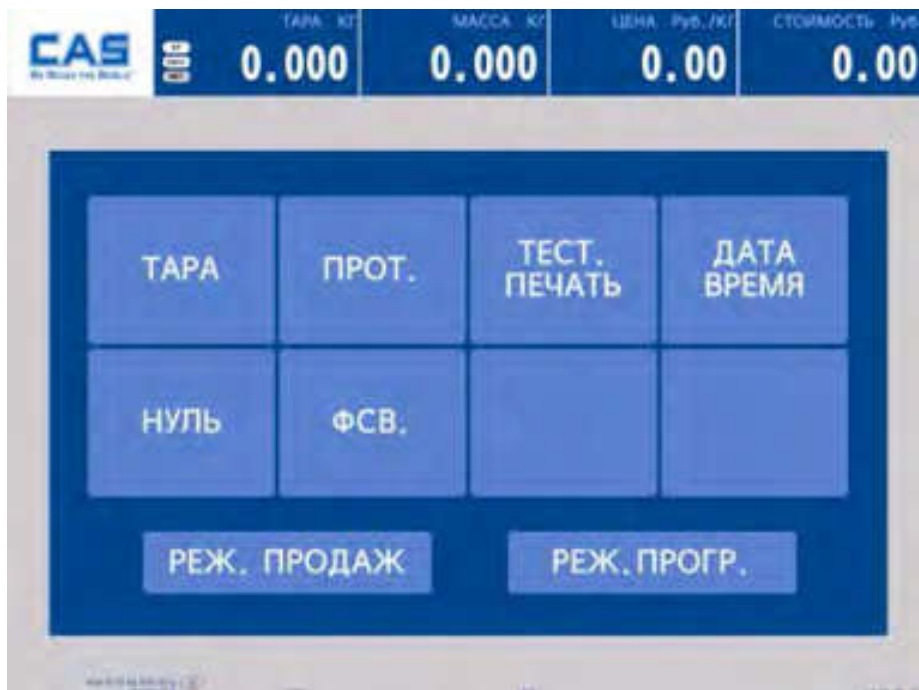 ТАРА КГ
МАССА КГ
ЦЕНА Руб./КГ
СТОИМОСТЬ Руб
CAS
0.000
0.000
0.00
0.00
ТАРА
ПРОТ.
ТЕСТ.
ПЕЧАТЬ
ДАТА
ВРЕМЯ
НУЛЬ
ФСВ.
РЕЖ. ПРОДАЖ
РЕЖ.ПРОГР.